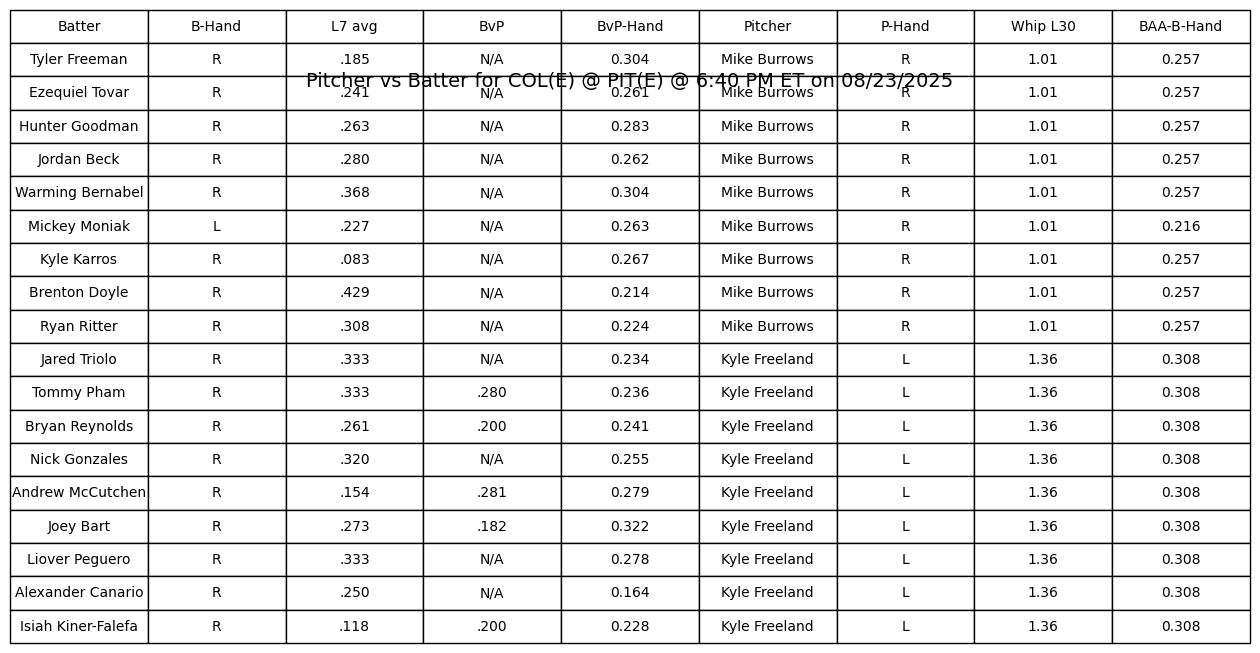 Batter B-Hand L7 avg BvP BvP-Hand Pitcher P-Hand Whip L30 BAA-B-Hand
Tyler Freeman R .185 N/A 0.304 Mike Burrows R 1.01 0.257
Pitcher vs Batter for COL(E) @ PIT(E) @ 6:40 PM ET on 08/23/2025
Ezequiel Tovar R .241 N/A 0.261 Mike Burrows R 1.01 0.257
Hunter Goodman R .263 N/A 0.283 Mike Burrows R 1.01 0.257
Jordan Beck R .280 N/A 0.262 Mike Burrows R 1.01 0.257
Warming Bernabel R .368 N/A 0.304 Mike Burrows R 1.01 0.257
Mickey Moniak L .227 N/A 0.263 Mike Burrows R 1.01 0.216
Kyle Karros R .083 N/A 0.267 Mike Burrows R 1.01 0.257
Brenton Doyle R .429 N/A 0.214 Mike Burrows R 1.01 0.257
Ryan Ritter R .308 N/A 0.224 Mike Burrows R 1.01 0.257
Jared Triolo R .333 N/A 0.234 Kyle Freeland L 1.36 0.308
Tommy Pham R .333 .280 0.236 Kyle Freeland L 1.36 0.308
Bryan Reynolds R .261 .200 0.241 Kyle Freeland L 1.36 0.308
Nick Gonzales R .320 N/A 0.255 Kyle Freeland L 1.36 0.308
Andrew McCutchen R .154 .281 0.279 Kyle Freeland L 1.36 0.308
Joey Bart R .273 .182 0.322 Kyle Freeland L 1.36 0.308
Liover Peguero R .333 N/A 0.278 Kyle Freeland L 1.36 0.308
Alexander Canario R .250 N/A 0.164 Kyle Freeland L 1.36 0.308
Isiah Kiner-Falefa R .118 .200 0.228 Kyle Freeland L 1.36 0.308